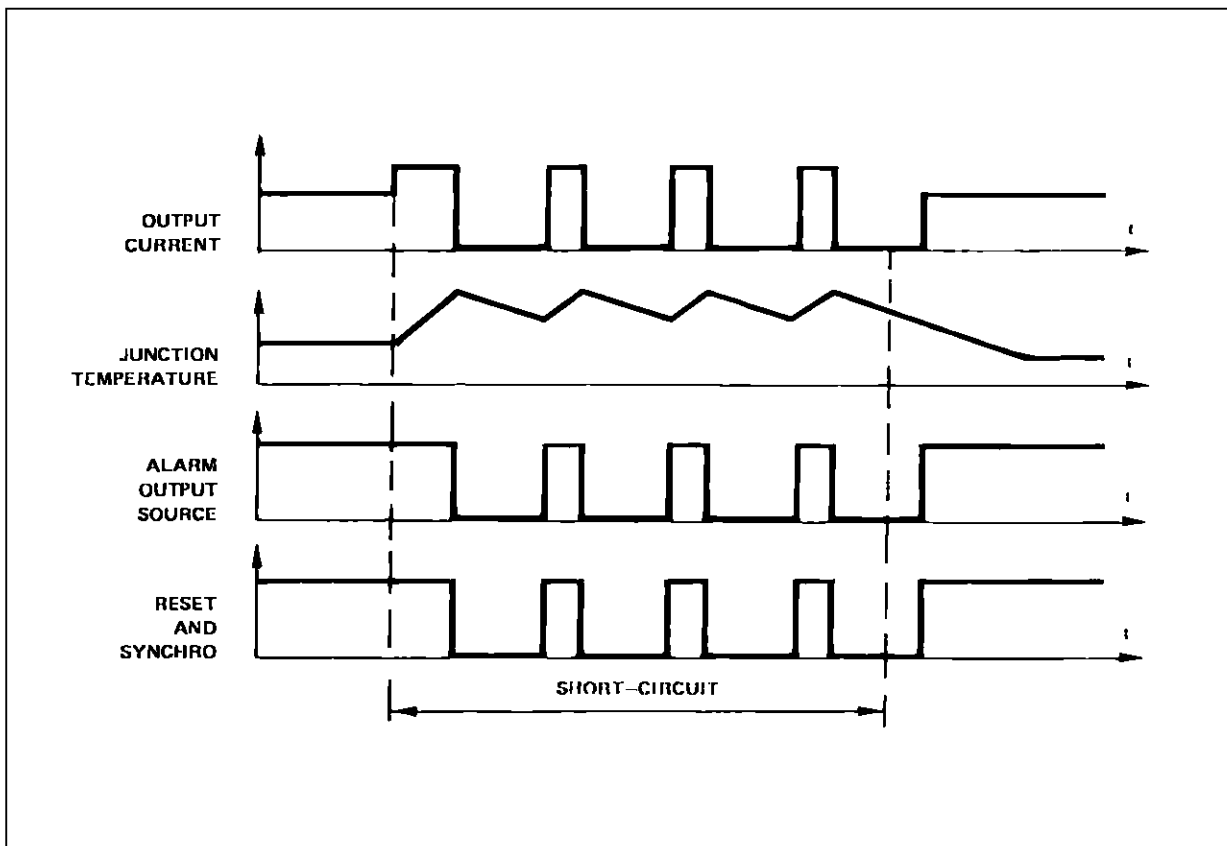 OUTPUT
CURRENT
t
JUNCTION
TEMPERATURE
t
ALARM
OUTPUT
SOURCE
t
RESET
AND
SYNCHRO
t
SHORT-CIRCUIT